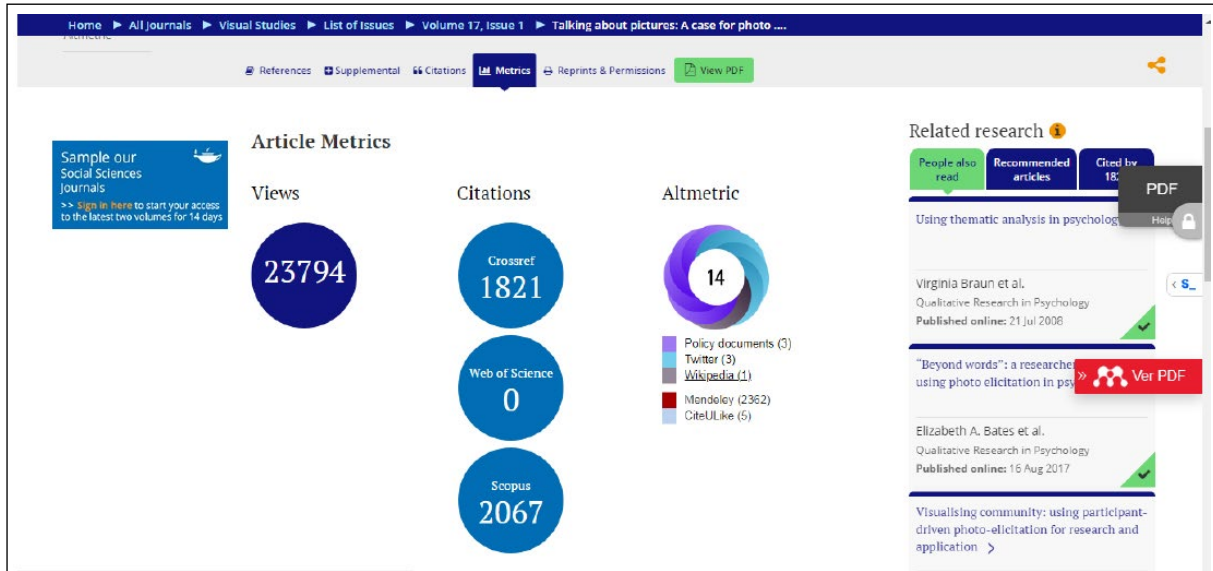 Home ▶ All Journals ▶ Visual Studies ▶ List of Issues ▶ Volume 17, Issue 1 ▶ Talking about pictures: A case for photo ....
Altmetric
References Supplemental Citations Metrics Reprints & Permissions View PDF
Sample our
Social Sciences
Journals
>> Sign in here to start your access
to the latest two volumes for 14 days
Article Metrics
Views
23794
Citations
Crossref
1821
Web of Science
0
Scopus
2067
Altmetric
14
Policy documents (3)
Twitter (3)
Wikipedia (1)
Mendeley (2362)
CiteULike (5)
Related research
People also
read
Recommended
articles
Cited by
PDF
Help
Using thematic analysis in
Virginia Braun et al.
Qualitative Research in Psychology
Published online: 21 Jul 2008
‹ S_
"Beyond words": a
using photo elicitation in
» Ver PDF
Elizabeth A. Bates et al.
Qualitative Research in Psychology
Published online: 16 Aug 2017
Visualising community: using participant-
driven photo-elicitation for research and
application >